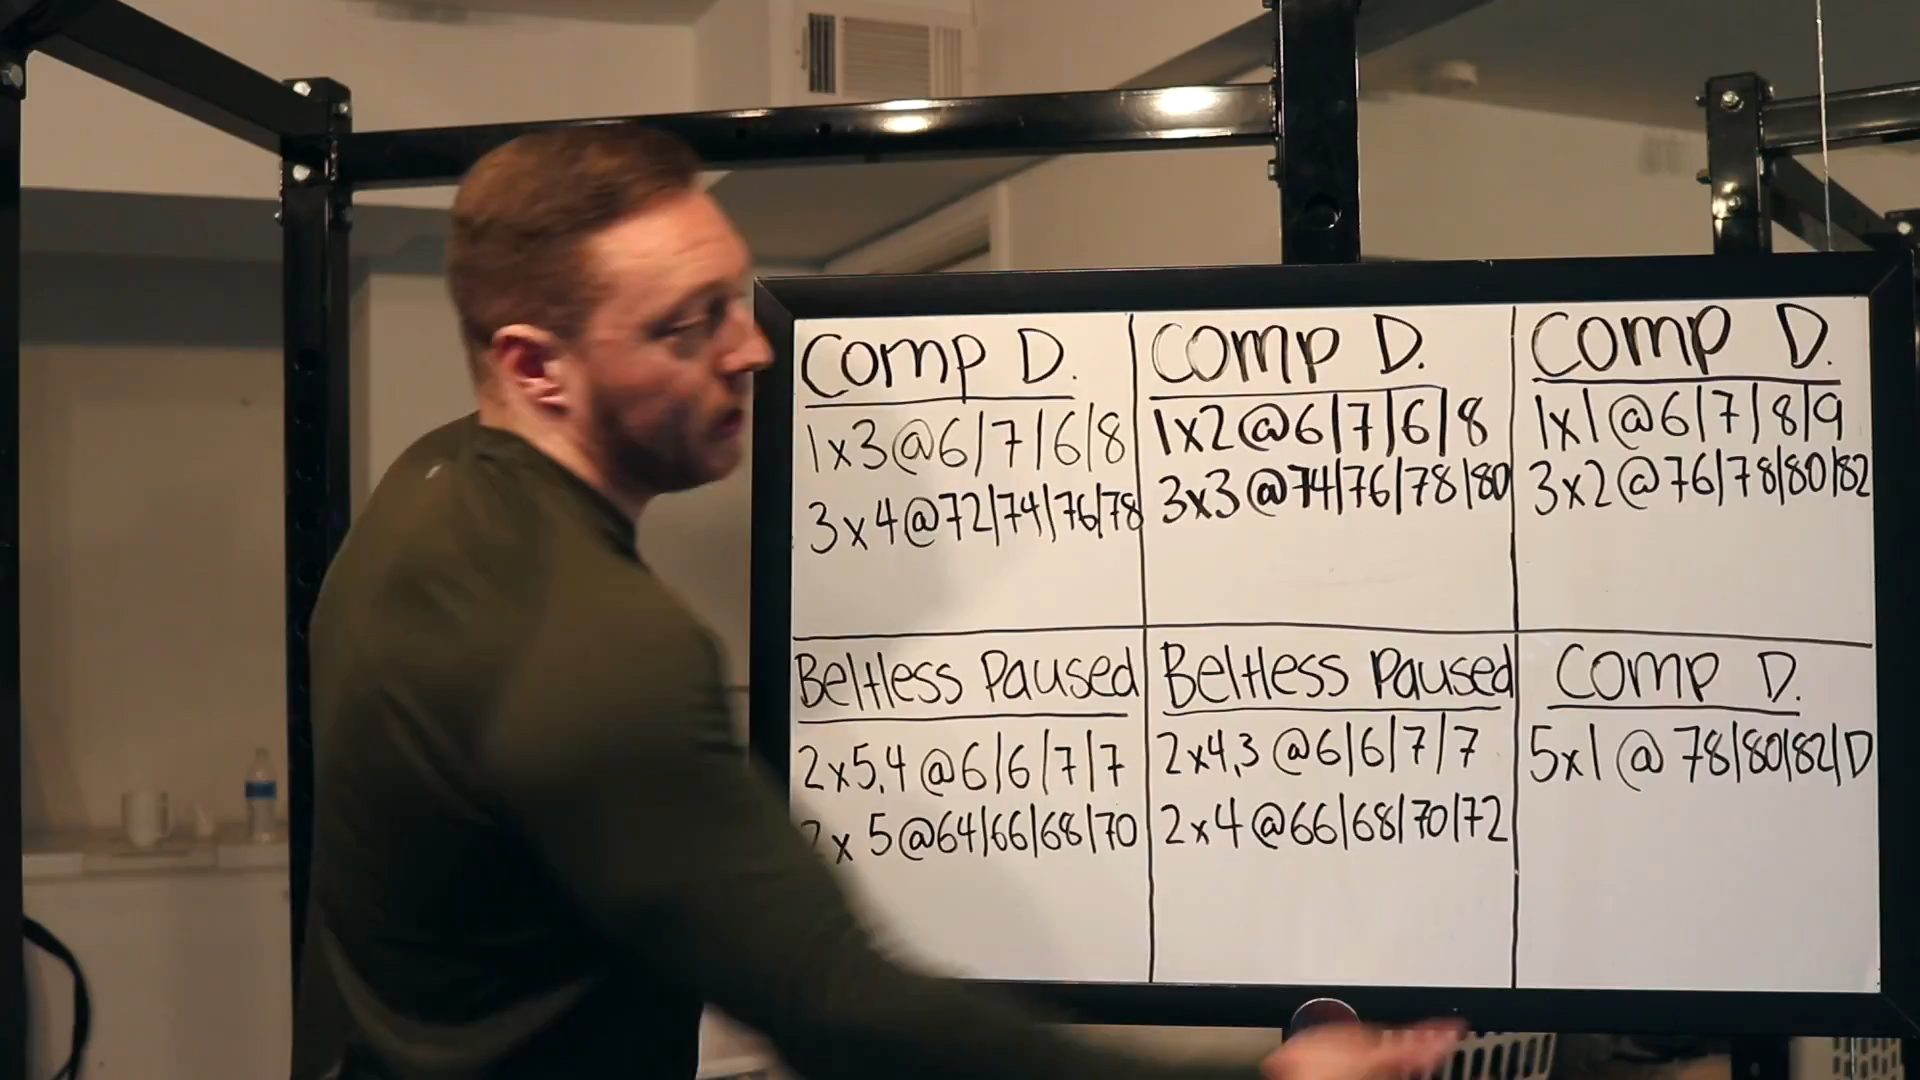 Comp D.
1x3@6/7/6/8
3x4@72/74/76/78
Comp D.
1x2@6/7/6/8
3x3@74/76/78/80
Comp D.
1x1@6/7/8/9
3x2@76/78/80/82
Beltless Paused
2x5,4@6/6/7/7
2x5@64/66/68/70
Beltless Paused
2x4,3@6/6/7/7
2x4@66/68/70/72
Comp D.
5x1@78/80/82/D